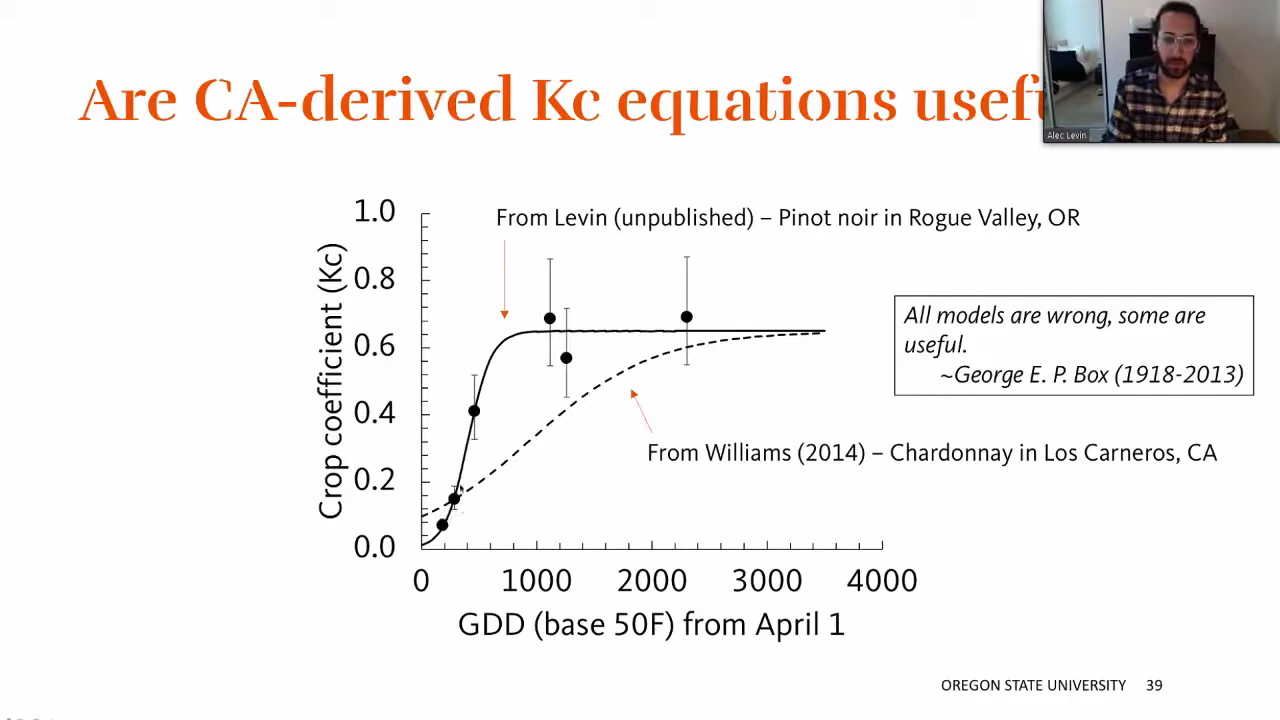 Are CA-derived Kc equations
Alec Levin
From Levin (unpublished) – Pinot noir in Rogue Valley, OR
All models are wrong, some are
useful.
~George E. P. Box (1918-2013)
From Williams (2014) – Chardonnay in Los Carneros, CA
Crop coefficient (Kc)
1.0
0.8
0.6
0.4
0.2
0.0
0 1000 2000 3000 4000
GDD (base 50F) from April 1
OREGON STATE UNIVERSITY 39